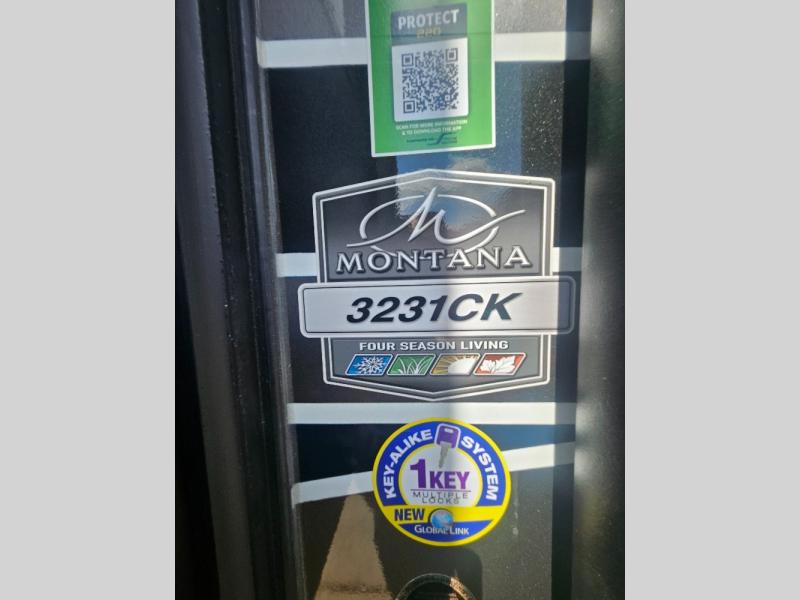 PROTECT
PRO
SCAN FOR MORE INFORMATION
& TO DOWNLOAD THE APP
MONTANA
3231CK
FOUR SEASON LIVING
KEY-ALIKE SYSTEM
1KEY
MULTIPLE
LOCKS
NEW
GLOBAL LINK